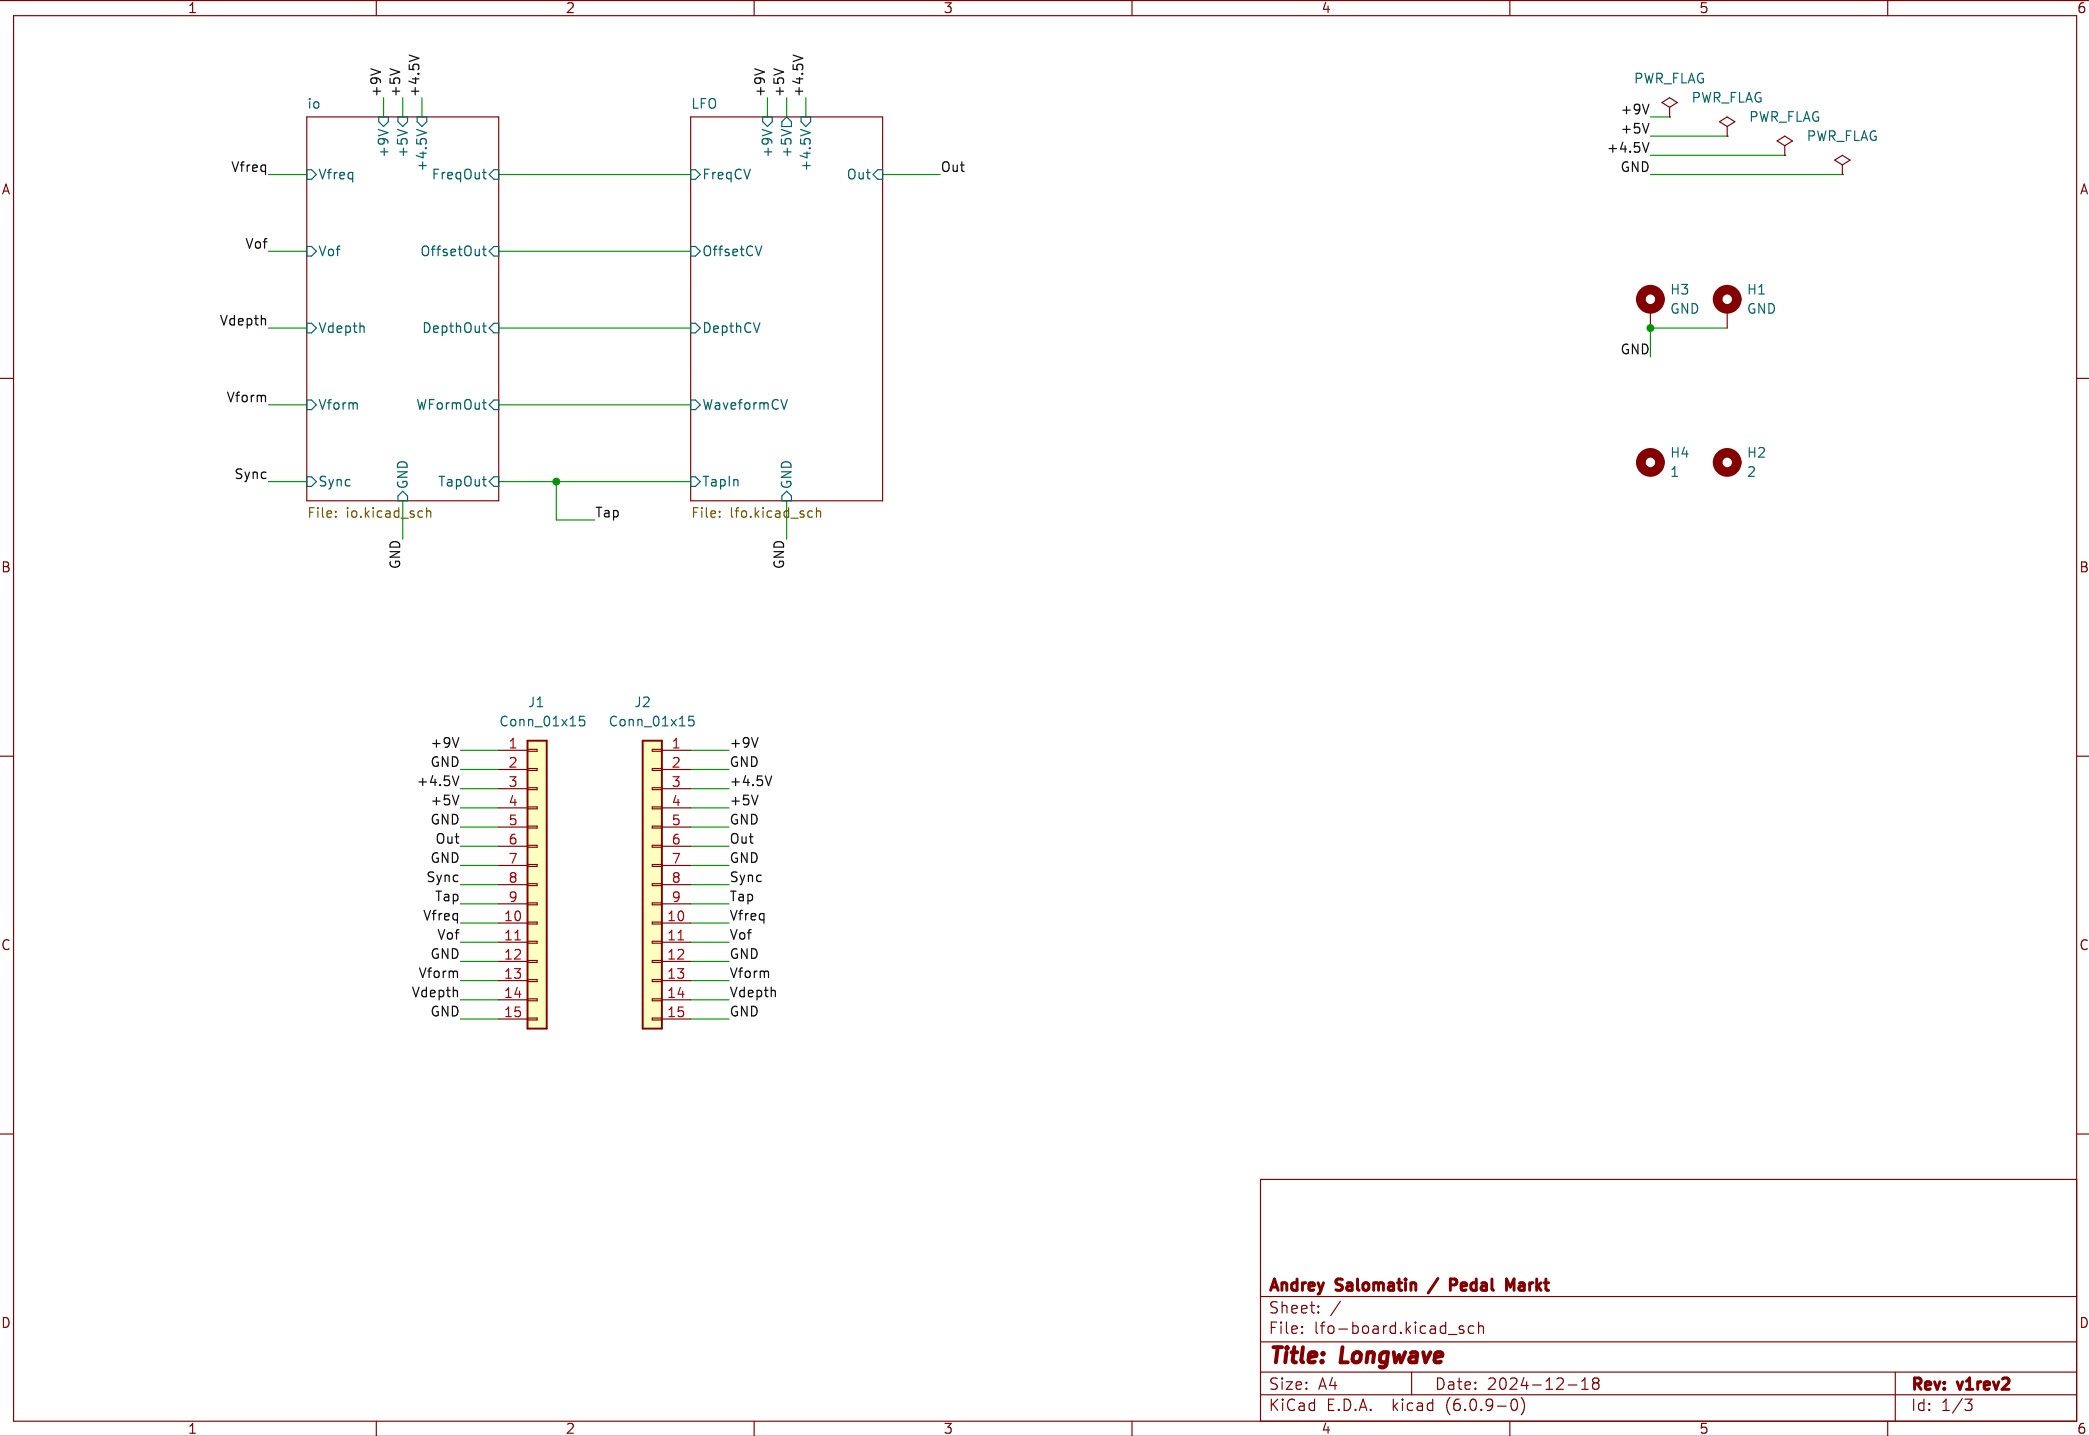 1 2 3 4 5 6
+9V +5V +4.5V +9V +5V +4.5V
io LFO
+9V +5V +4.5V +9V +5V +4.5V
Vfreq Vfreq FreqOut FreqCV Out Out
Vof Vof OffsetOut OffsetCV
Vdepth Vdepth DepthOut DepthCV
Vform Vform WFormOut WaveformCV
Sync Sync GND TapOut TapIn GND
File: io.kicad_sch Tap File: lfo.kicad_sch
GND GND
PWR_FLAG
PWR_FLAG
+9V PWR_FLAG
+5V PWR_FLAG
+4.5V
GND
A A
H3 H1
GND GND
GND
H4 H2
1 2
B B
J1 J2
Conn_01x15 Conn_01x15
+9V 1 1 +9V
GND 2 2 GND
+4.5V 3 3 +4.5V
+5V 4 4 +5V
GND 5 5 GND
Out 6 6 Out
GND 7 7 GND
Sync 8 8 Sync
Tap 9 9 Tap
Vfreq 10 10 Vfreq
Vof 11 11 Vof
GND 12 12 GND
Vform 13 13 Vform
Vdepth 14 14 Vdepth
GND 15 15 GND
C C
Andrey Salomatin / Pedal Markt
Sheet: /
File: lfo-board.kicad_sch
D D
Title: Longwave
Size: A4 Date: 2024-12-18 Rev: v1rev2
KiCad E.D.A. kicad (6.0.9-0) Id: 1/3
1 2 3 4 5 6